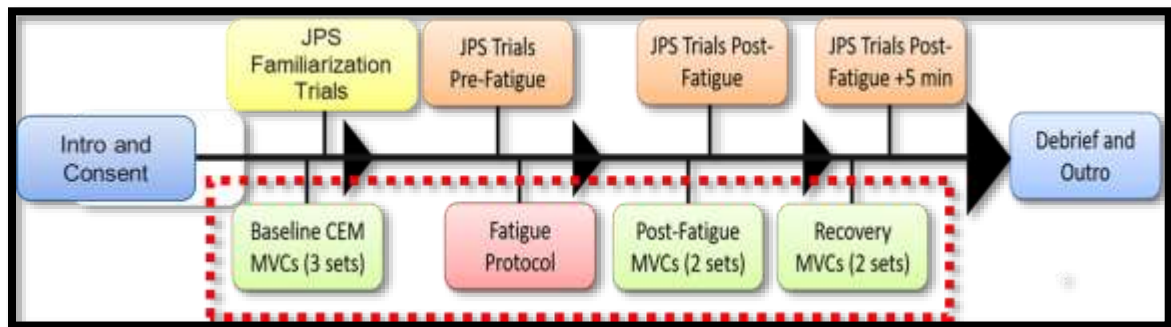 JPS
Familiarization
Trials
JPS Trials
Pre-Fatigue
JPS Trials Post-
Fatigue
JPS Trials Post-
Fatigue +5 min
Intro and
Consent
Debrief and
Outro
Baseline CEM
MVCs (3 sets)
Fatigue
Protocol
Post-Fatigue
MVCs (2 sets)
Recovery
MVCs (2 sets)